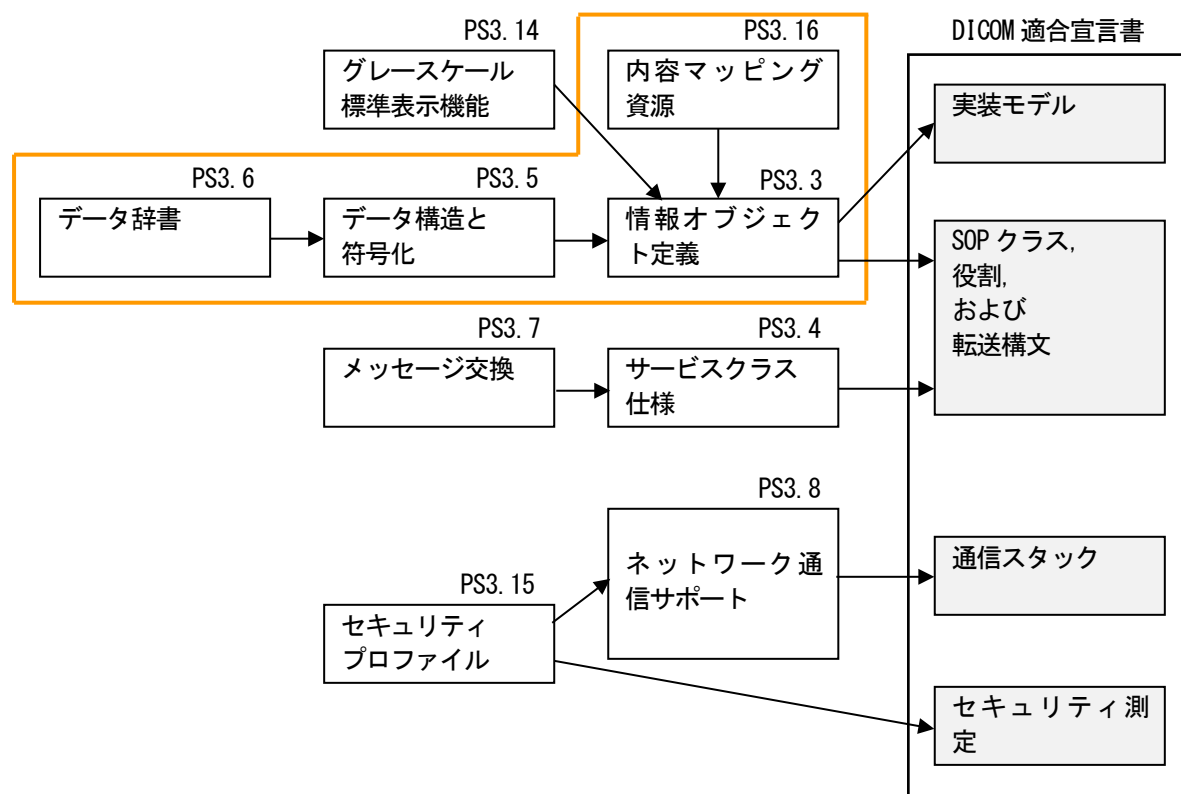 PS3.14
グレースケール
標準表示機能
PS3.16
内容マッピング
資源
DICOM 適合宣言書
実装モデル
PS3.6
データ辞書
PS3.5
データ構造と
符号化
PS3.3
情報オブジェク
ト定義
SOP クラス,
役割,
および
転送構文
PS3.7
メッセージ交換
PS3.4
サービスクラス
仕様
PS3.8
ネットワーク通
信サポート
通信スタック
PS3.15
セキュリティ
プロファイル
セキュリティ測
定